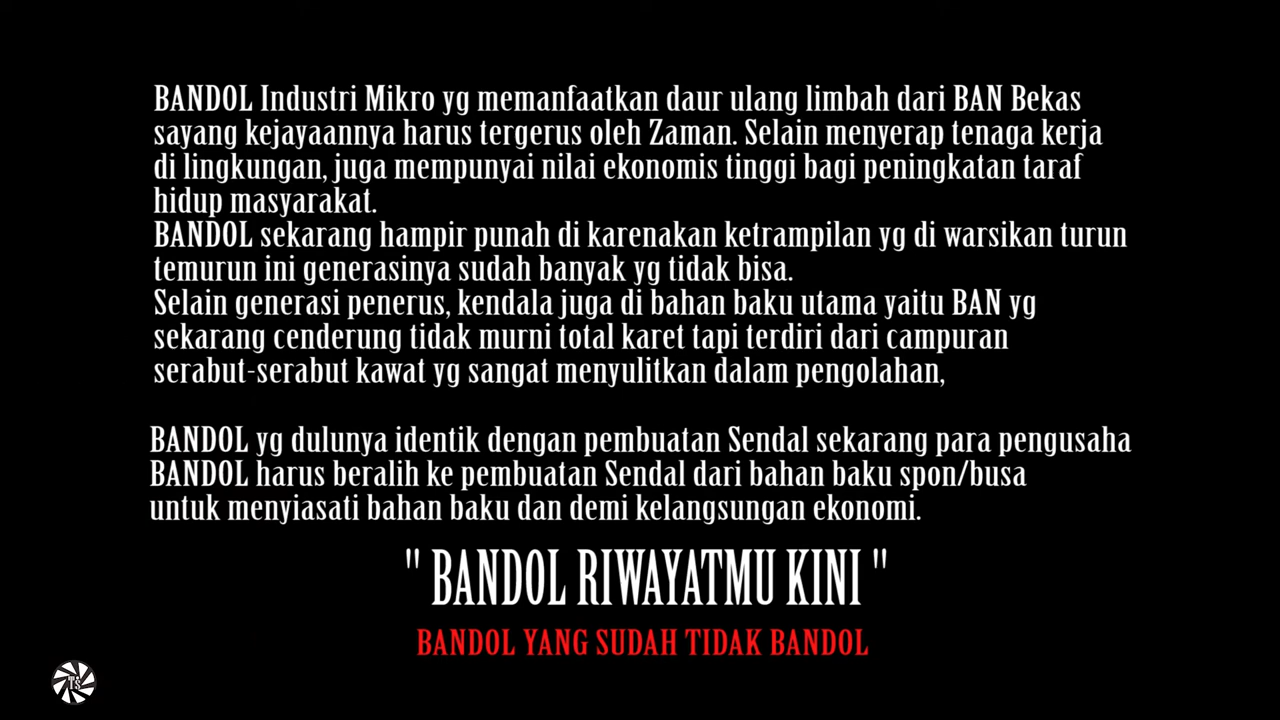 BANDOL Industri Mikro yg memanfaatkan daur ulang limbah dari BAN Bekas
sayang kejayaannya harus tergerus oleh Zaman. Selain menyerap tenaga kerja
di lingkungan, juga mempunyai nilai ekonomis tinggi bagi peningkatan taraf
hidup masyarakat.
BANDOL sekarang hampir punah di karenakan ketrampilan yg di warsikan turun
temurun ini generasinya sudah banyak yg tidak bisa.
Selain generasi penerus, kendala juga di bahan baku utama yaitu BAN yg
sekarang cenderung tidak murni total karet tapi terdiri dari campuran
serabut-serabut kawat yg sangat menyulitkan dalam pengolahan,
BANDOL yg dulunya identik dengan pembuatan Sendal sekarang para pengusaha
BANDOL harus beralih ke pembuatan Sendal dari bahan baku spon/busa
untuk menyiasati bahan baku dan demi kelangsungan ekonomi.
" BANDOL RIWAYATMU KINI "
BANDOL YANG SUDAH TIDAK BANDOL
TS